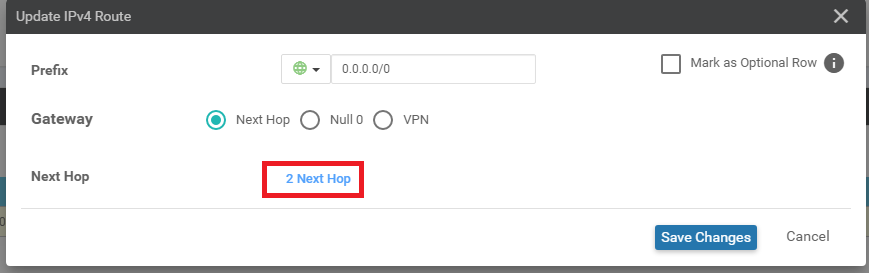 Update IPv4 Route
Prefix 0.0.0.0/0 Mark as Optional Row i
Gateway Next Hop Null 0 VPN
Next Hop 2 Next Hop
Save Changes Cancel